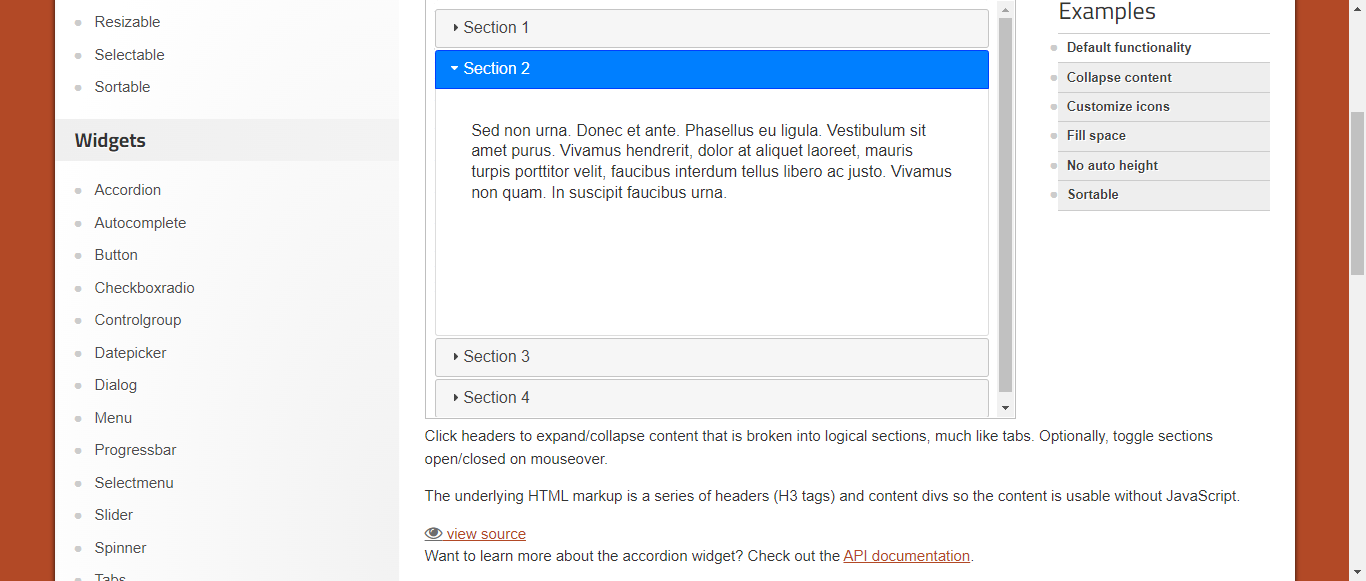 Resizable
Selectable
Sortable
Widgets
Accordion
Autocomplete
Button
Checkboxradio
Controlgroup
Datepicker
Dialog
Menu
Progressbar
Selectmenu
Slider
Spinner
Tabs
Section 1
Section 2
Sed non urna. Donec et ante. Phasellus eu ligula. Vestibulum sit
amet purus. Vivamus hendrerit, dolor at aliquet laoreet, mauris
turpis porttitor velit, faucibus interdum tellus libero ac justo. Vivamus
non quam. In suscipit faucibus urna.
Section 3
Section 4
Click headers to expand/collapse content that is broken into logical sections, much like tabs. Optionally, toggle sections
open/closed on mouseover.
The underlying HTML markup is a series of headers (H3 tags) and content divs so the content is usable without JavaScript.
view source
Want to learn more about the accordion widget? Check out the API documentation.
Examples
Default functionality
Collapse content
Customize icons
Fill space
No auto height
Sortable